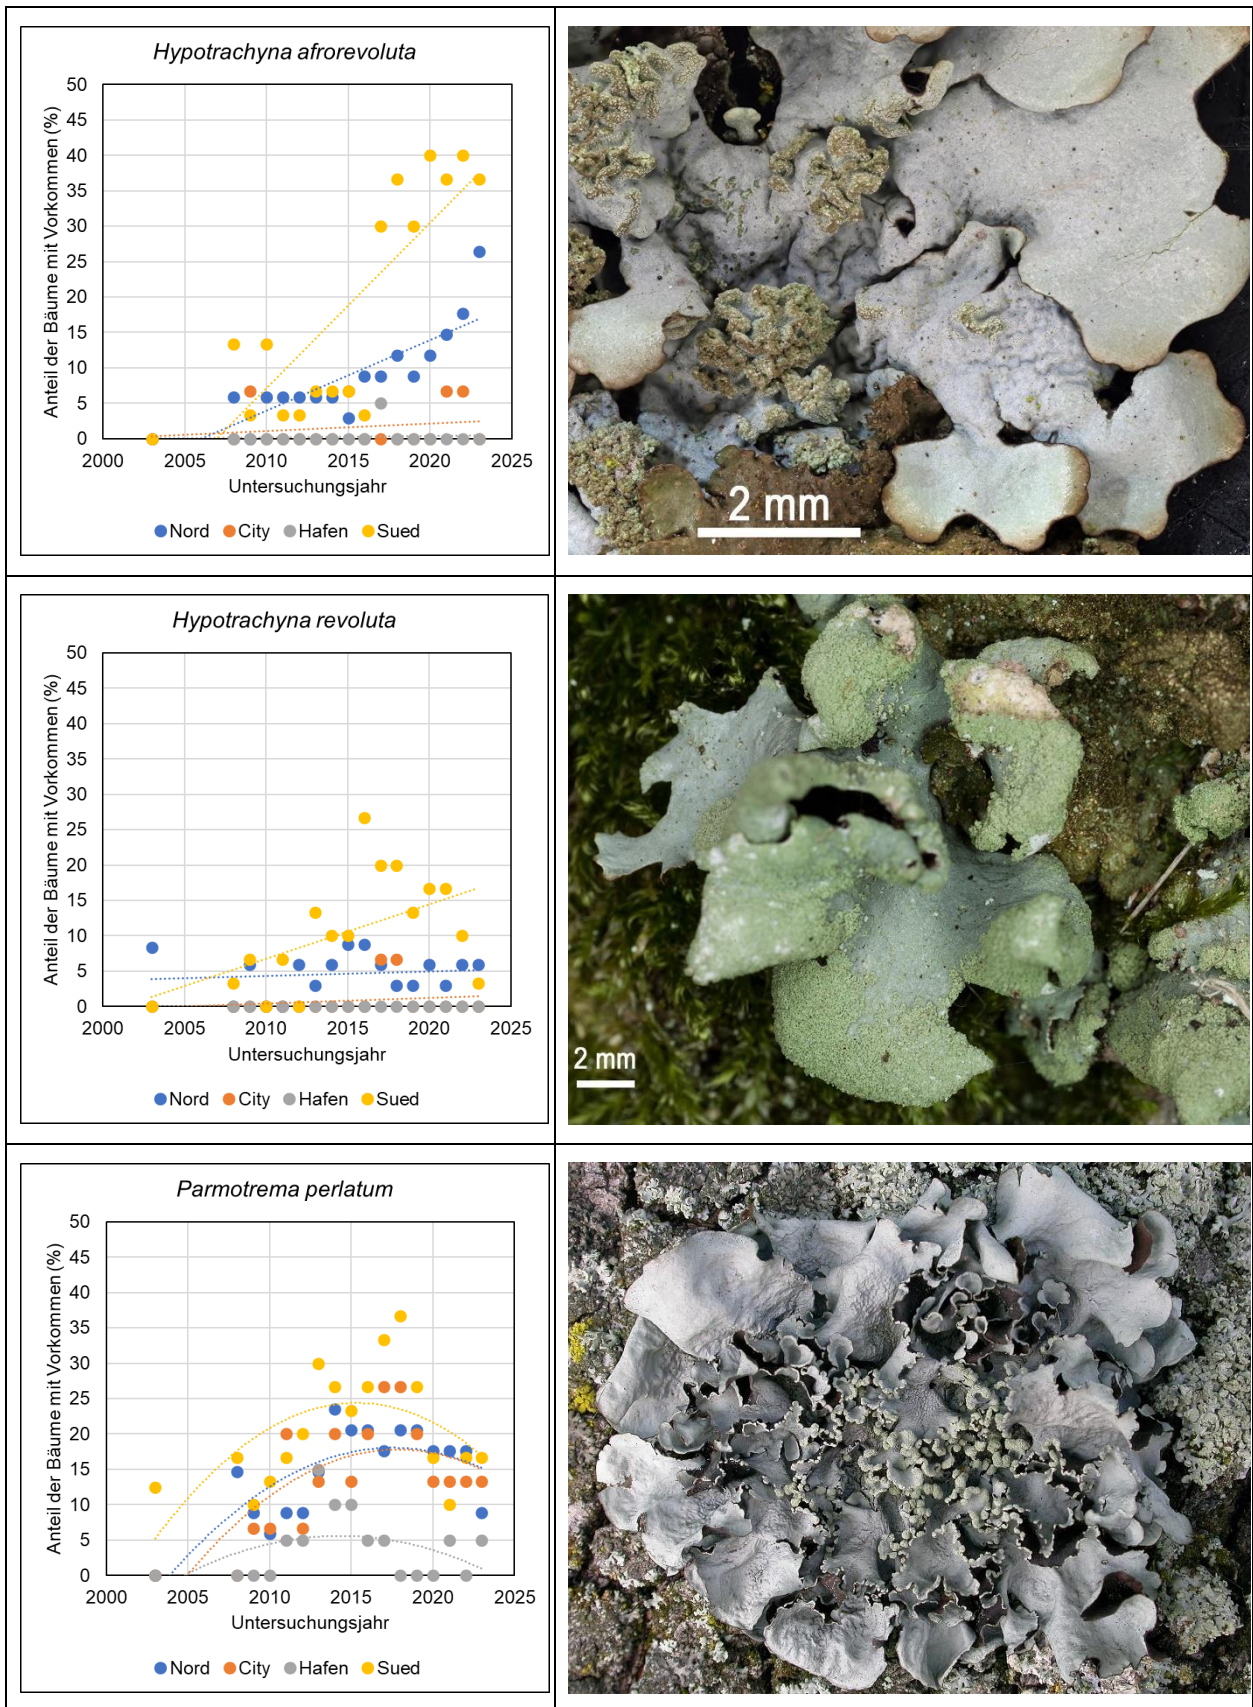 Hypotrachyna afrorevoluta
Anteil der Bäume mit Vorkommen (%)
50
45
40
35
30
25
20
15
10
5
0
2000 2005 2010 2015 2020 2025
Untersuchungsjahr
Nord City Hafen Sued
2 mm
Hypotrachyna revoluta
Anteil der Bäume mit Vorkommen (%)
50
45
40
35
30
25
20
15
10
5
0
2000 2005 2010 2015 2020 2025
Untersuchungsjahr
Nord City Hafen Sued
2 mm
Parmotrema perlatum
Anteil der Bäume mit Vorkommen (%)
50
45
40
35
30
25
20
15
10
5
0
2000 2005 2010 2015 2020 2025
Untersuchungsjahr
Nord City Hafen Sued